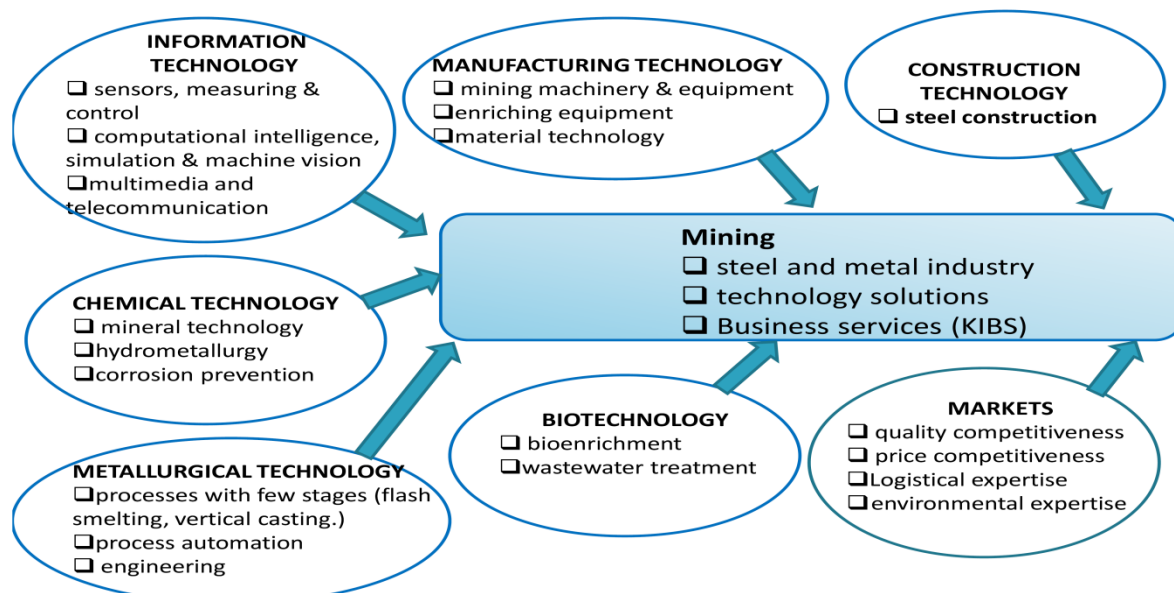 INFORMATION
TECHNOLOGY
❑ sensors, measuring &
control
❑ computational intelligence,
simulation & machine vision
❑multimedia and
telecommunication
MANUFACTURING TECHNOLOGY
❑ mining machinery & equipment
❑enriching equipment
❑material technology
CONSTRUCTION
TECHNOLOGY
❑ steel construction
Mining
❑ steel and metal industry
❑ technology solutions
❑ Business services (KIBS)
CHEMICAL TECHNOLOGY
❑ mineral technology
❑hydrometallurgy
❑corrosion prevention
METALLURGICAL TECHNOLOGY
❑processes with few stages (flash
smelting, vertical casting.)
❑process automation
❑ engineering
BIOTECHNOLOGY
❑ bioenrichment
❑wastewater treatment
MARKETS
❑ quality competitiveness
❑ price competitiveness
❑Logistical expertise
❑environmental expertise